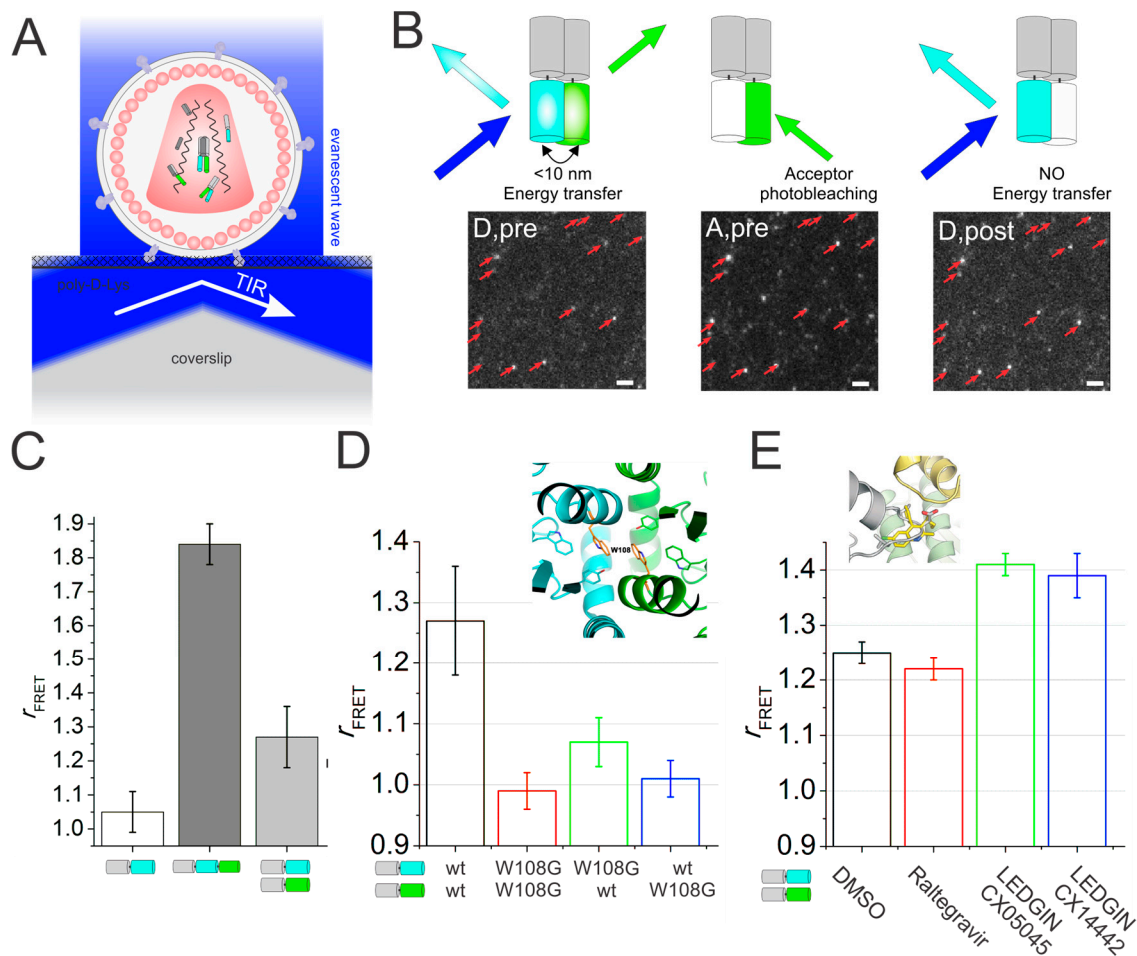 A
evanescent wave
poly-D-Lys
TIR
coverslip
B
<10 nm
Energy transfer
Acceptor
photobleaching
NO
Energy transfer
D,pre
A,pre
D,post
C
rFRET
1.9
1.8
1.7
1.6
1.5
1.4
1.3
1.2
1.1
1.0
D
rFRET
1.4
1.3
1.2
1.1
1.0
0.9
W108
wt W108G W108G wt
wt W108G wt W108G
E
rFRET
1.4
1.3
1.2
1.1
1.0
0.9
DMSO
Raltegravir
LEDGIN
CX05045
LEDGIN
CX14442